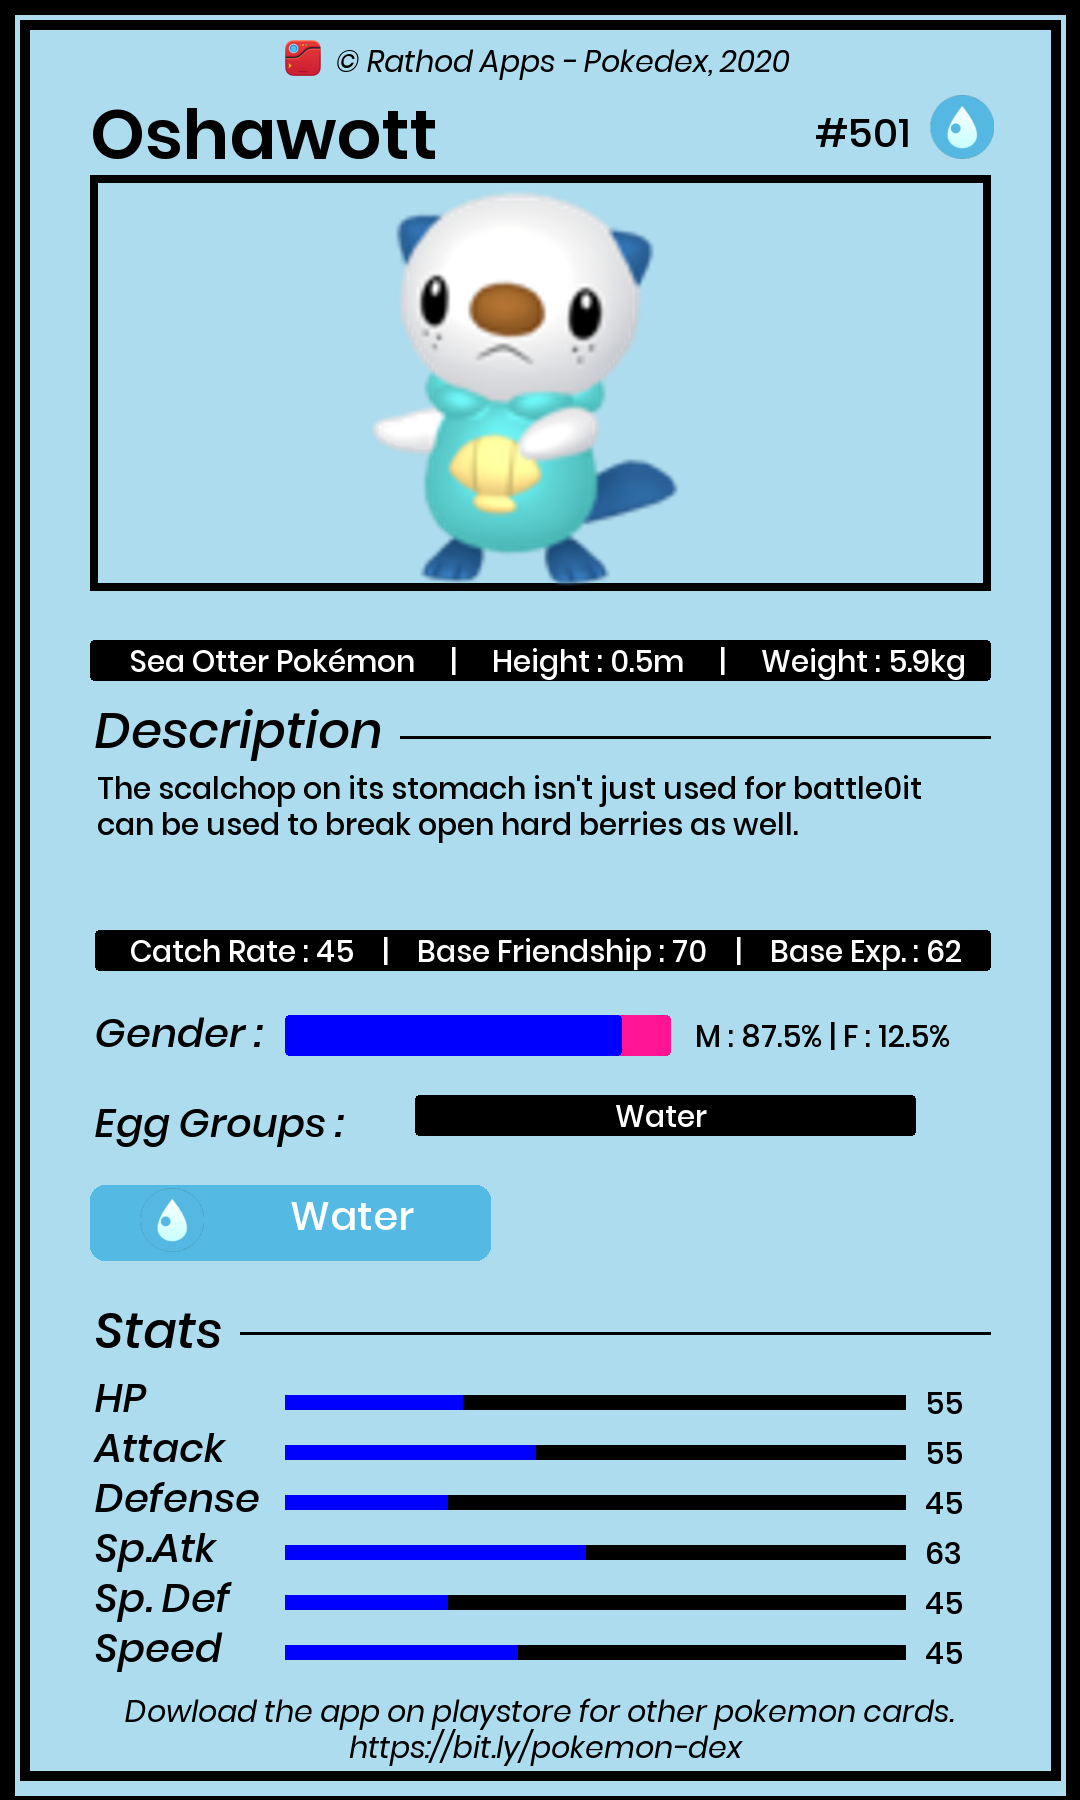 © Rathod Apps - Pokedex, 2020
Oshawott #501
Sea Otter Pokémon | Height : 0.5m | Weight : 5.9kg
Description
The scalchop on its stomach isn't just used for battle0it
can be used to break open hard berries as well.
Catch Rate : 45 | Base Friendship : 70 | Base Exp. : 62
Gender : M : 87.5% | F : 12.5%
Egg Groups : Water
Water
Stats
HP 55
Attack 55
Defense 45
Sp.Atk 63
Sp. Def 45
Speed 45
Dowload the app on playstore for other pokemon cards.
https://bit.ly/pokemon-dex